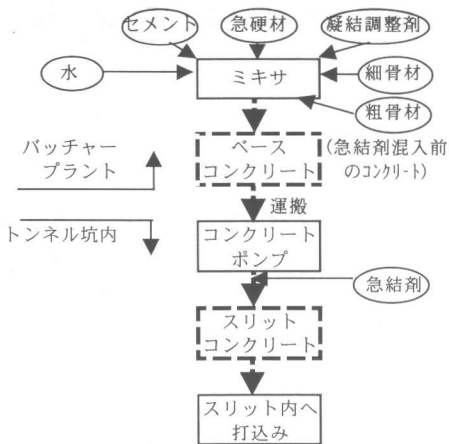 セメント
急硬材
凝結調整剤
水
ミキサ
細骨材
粗骨材
ベース
コンクリート
(急結剤混入前
のコンクリート)
バッチャー
プラント
運搬
トンネル坑内
コンクリート
ポンプ
急結剤
スリット
コンクリート
スリット内へ
打込み